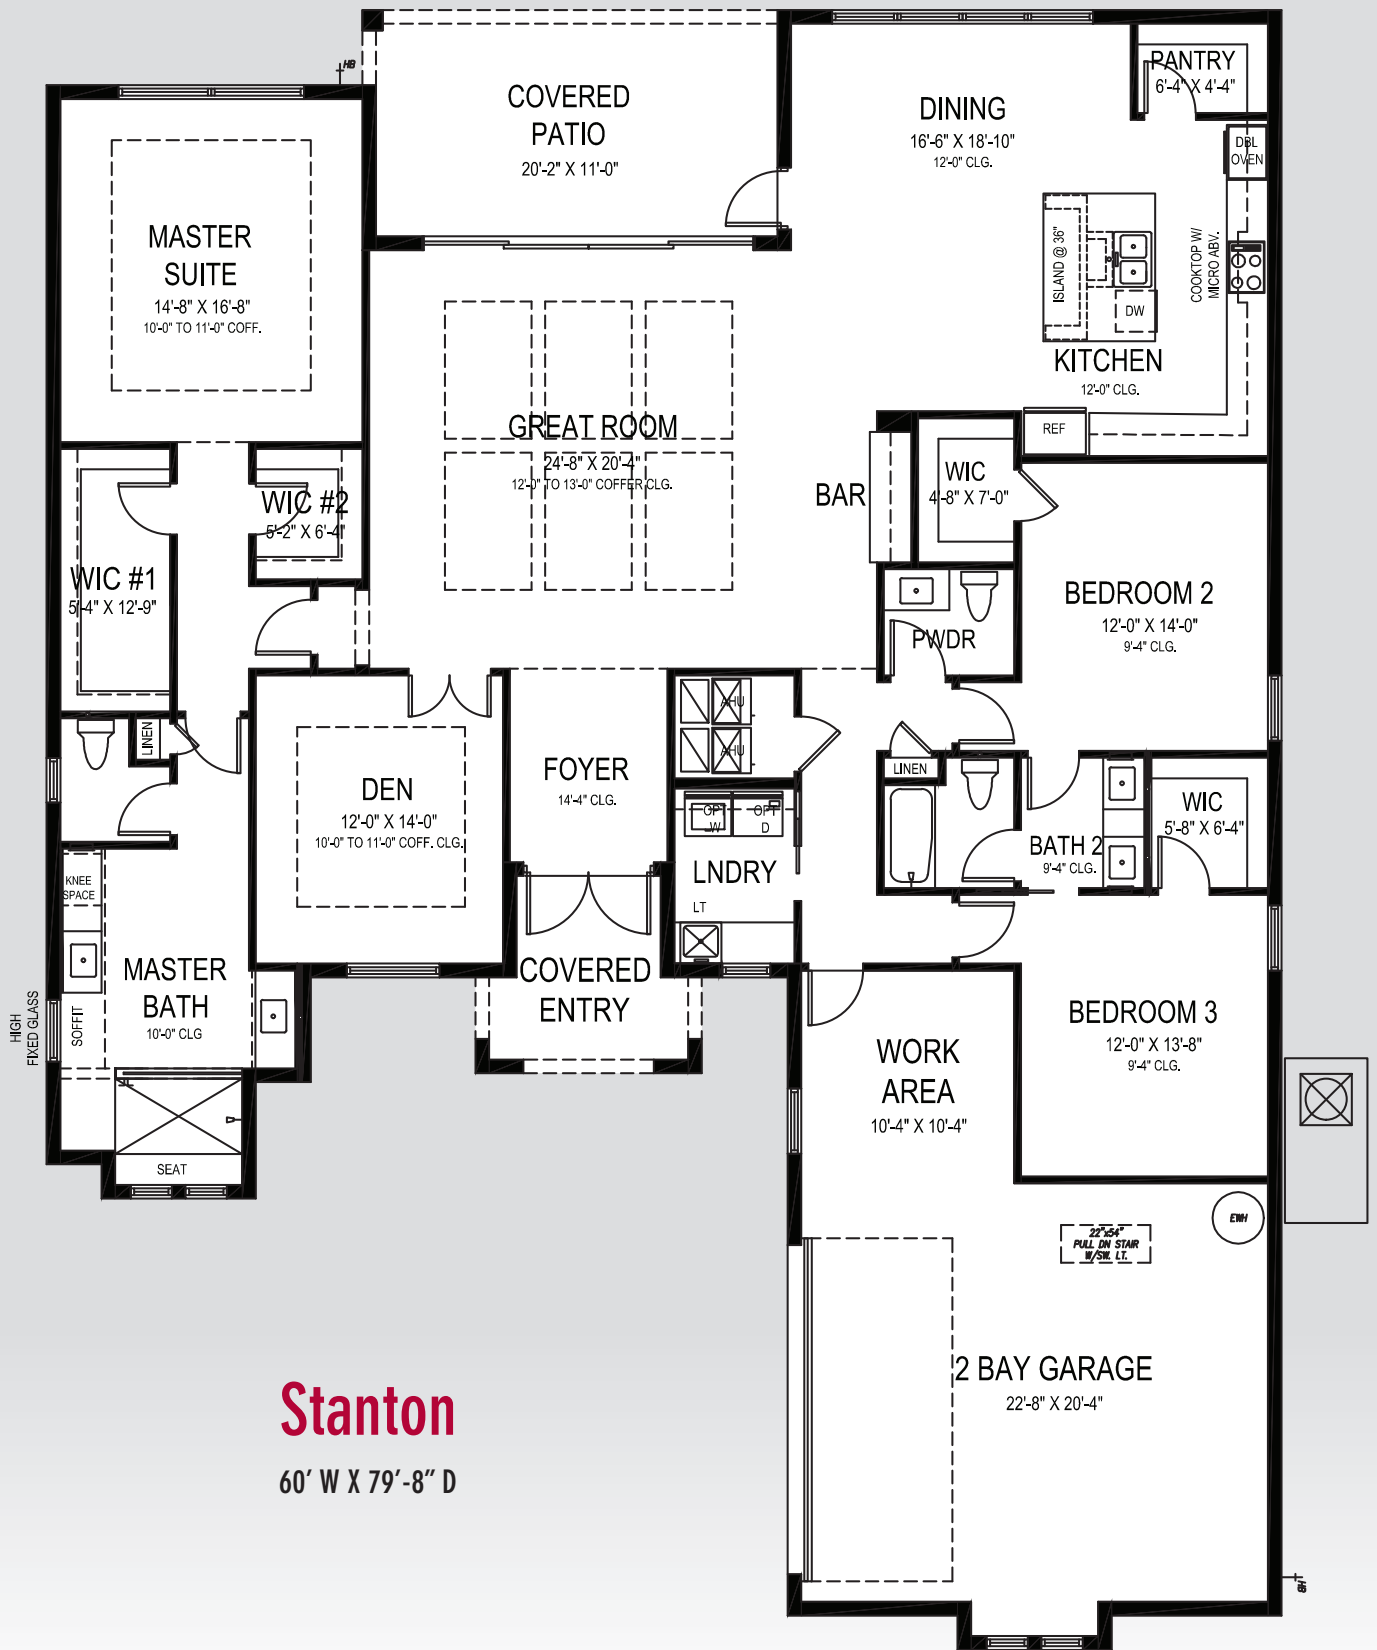 HB
COVERED
PATIO
20'-2" X 11'-0"
DINING
16'-6" X 18'-10"
12'-0" CLG.
PANTRY
6'-4" X 4'-4"
DBL
OVEN
MASTER
SUITE
14'-8" X 16'-8"
10'-0" TO 11'-0" COFF.
ISLAND @ 36"
DW
COOKTOP W/
MICRO ABV.
KITCHEN
12'-0" CLG.
REF
GREAT ROOM
24'-8" X 20'-4"
12'-0" TO 13'-0" COFFER CLG.
BAR
WIC
4'-8" X 7'-0"
WIC #2
5'-2" X 6'-4"
WIC #1
5'-4" X 12'-9"
BEDROOM 2
12'-0" X 14'-0"
9'-4" CLG.
PWDR
AHU
AHU
LINEN
LINEN
DEN
12'-0" X 14'-0"
10'-0" TO 11'-0" COFF. CLG.
FOYER
14'-4" CLG.
OPT
W
OPT
D
LNDRY
LT
BATH 2
9'-4" CLG.
WIC
5'-8" X 6'-4"
KNEE
SPACE
MASTER
BATH
10'-0" CLG
SOFFIT
HIGH
FIXED GLASS
SEAT
COVERED
ENTRY
WORK
AREA
10'-4" X 10'-4"
BEDROOM 3
12'-0" X 13'-8"
9'-4" CLG.
EWH
22"x54"
PULL DN STAIR
W/SW. LT.
2 BAY GARAGE
22'-8" X 20'-4"
Stanton
60' W X 79'-8" D
HB